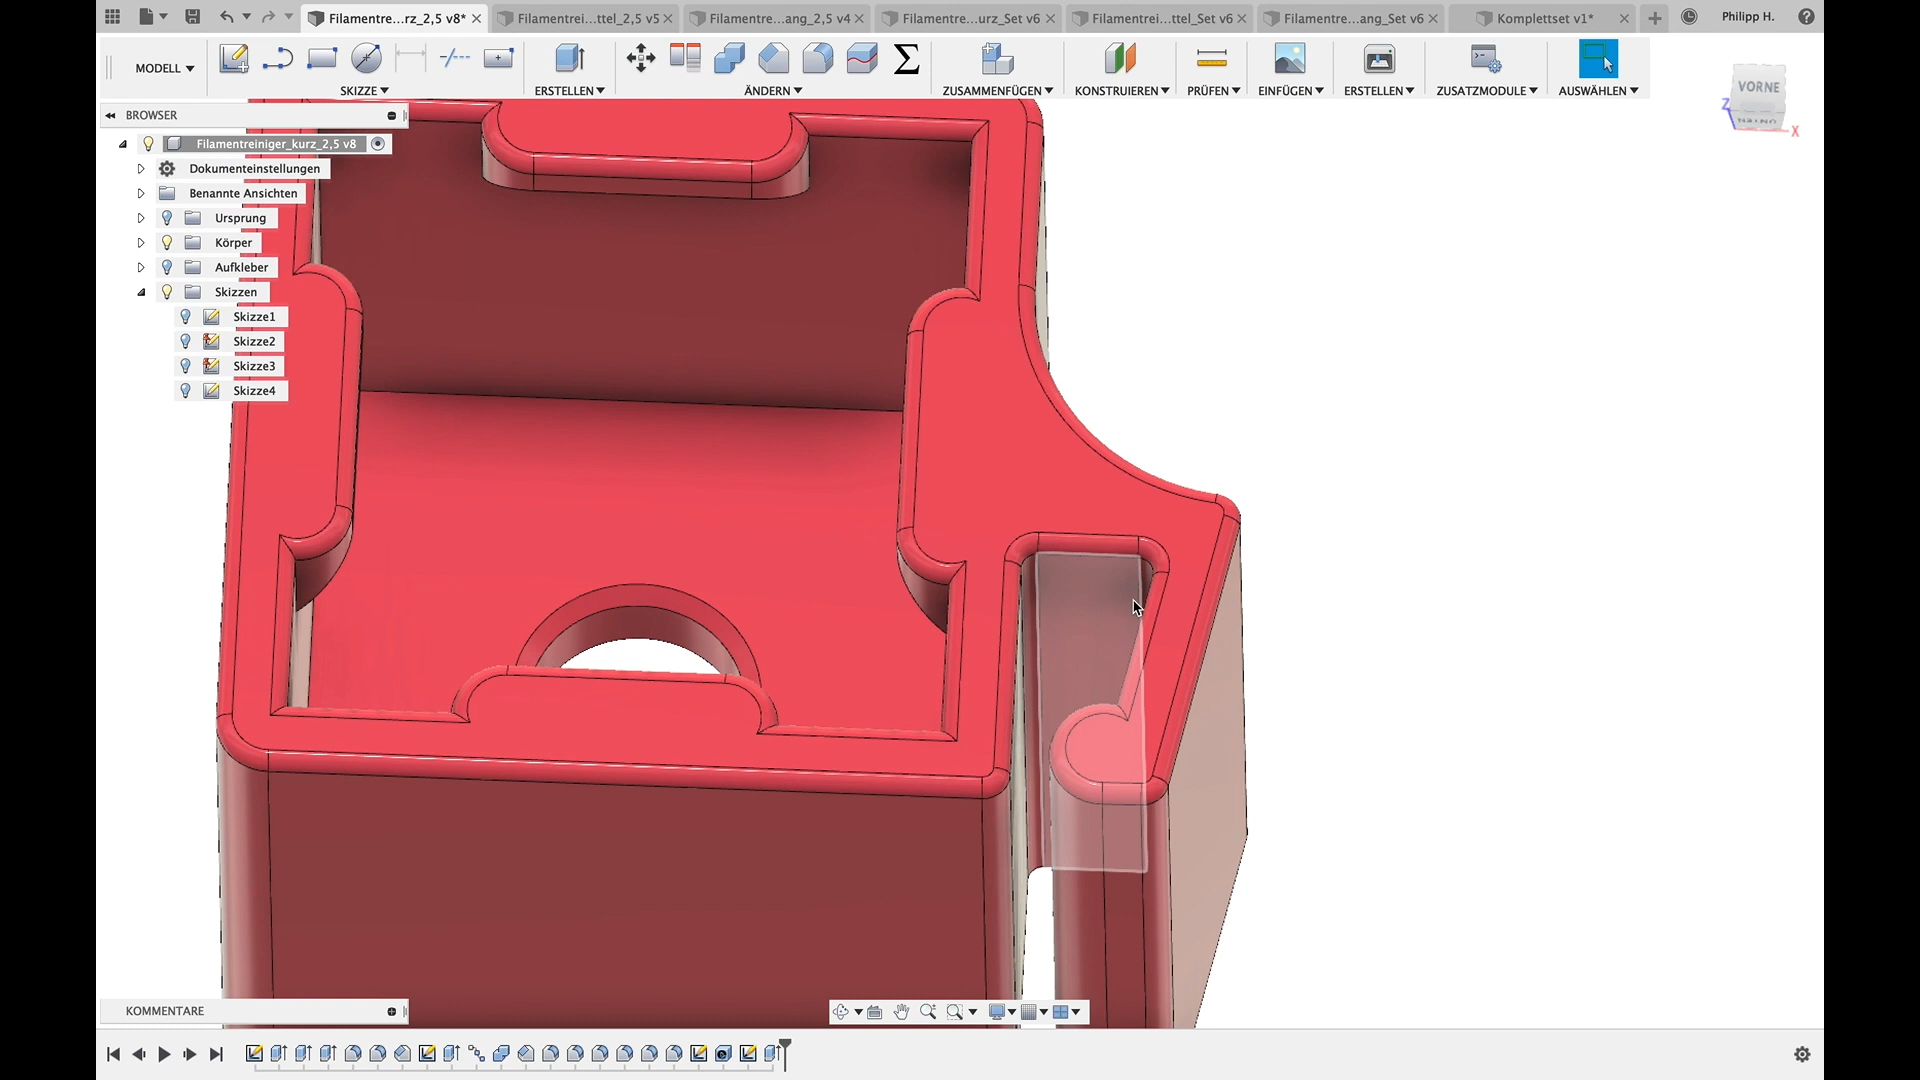 Filamentre...rz_2,5 v8*
Filamentrei...ttel_2,5 v5
Filamentre...ang_2,5 v4
Filamentre...urz_Set v6
Filamentrei...ttel_Set v6
Filamentre...ang_Set v6
Komplettset v1*
Philipp H.
MODELL
SKIZZE
ERSTELLEN
ÄNDERN
ZUSAMMENFÜGEN
KONSTRUIEREN
PRÜFEN
EINFÜGEN
ERSTELLEN
ZUSATZMODULE
AUSWÄHLEN
VORNE
UNTEN
Z
X
BROWSER
Filamentreiniger_kurz_2,5 v8
Dokumenteinstellungen
Benannte Ansichten
Ursprung
Körper
Aufkleber
Skizzen
Skizze1
Skizze2
Skizze3
Skizze4
KOMMENTARE